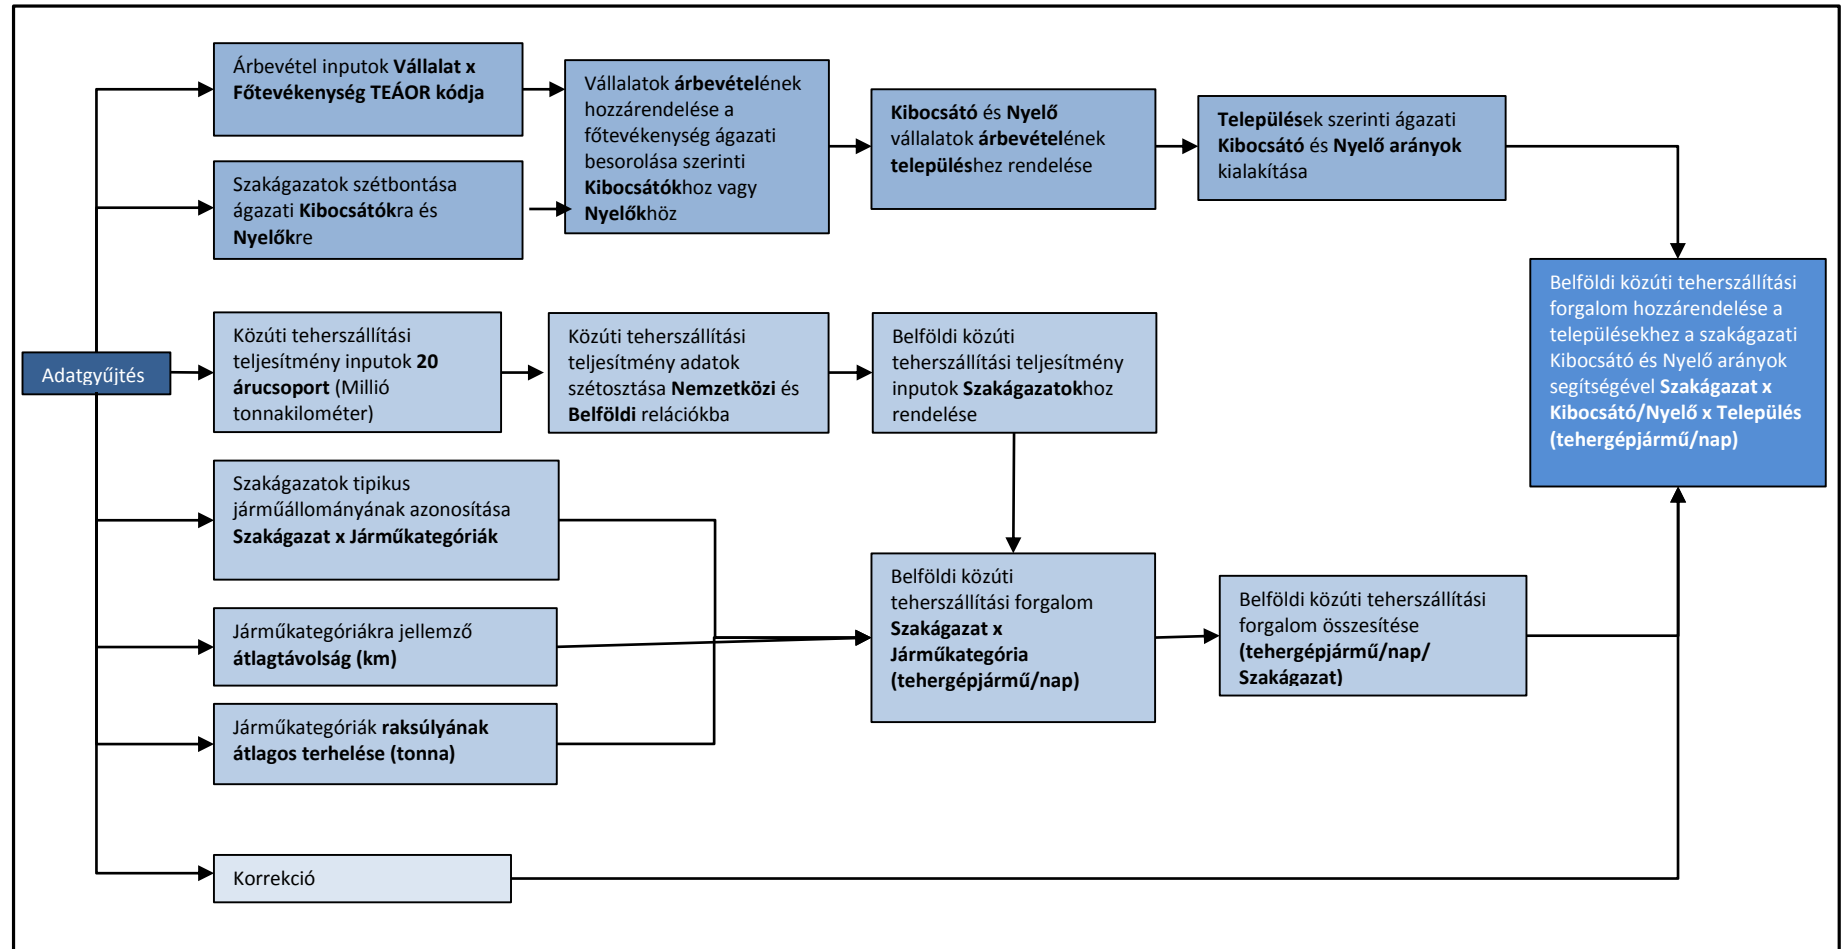 Árbevétel inputok Vállalat x
Főtevékenység TEÁOR kódja
Szakágazatok szétbontása
ágazati Kibocsátókra és
Nyelőkre
Vállalatok árbevételének
hozzárendelése a
főtevékenység ágazati
besorolása szerinti
Kibocsátókhoz vagy
Nyelőkhöz
Kibocsátó és Nyelő
vállalatok árbevételének
településhez rendelése
Települések szerinti ágazati
Kibocsátó és Nyelő arányok
kialakítása
Belföldi közúti teherszállítási
forgalom hozzárendelése a
településekhez a szakágazati
Kibocsátó és Nyelő arányok
segítségével Szakágazat x
Kibocsátó/Nyelő x Település
(tehergépjármű/nap)
Adatgyűjtés
Közúti teherszállítási
teljesítmény inputok 20
árucsoport (Millió
tonnakilométer)
Közúti teherszállítási
teljesítmény adatok
szétosztása Nemzetközi és
Belföldi relációkba
Belföldi közúti
teherszállítási teljesítmény
inputok Szakágazatokhoz
rendelése
Szakágazatok tipikus
járműállományának azonosítása
Szakágazat x Járműkategóriák
Járműkategóriákra jellemző
átlagtávolság (km)
Járműkategóriák raksúlyának
átlagos terhelése (tonna)
Belföldi közúti
teherszállítási forgalom
Szakágazat x
Járműkategória
(tehergépjármű/nap)
Belföldi közúti teherszállítási
forgalom összesítése
(tehergépjármű/nap/
Szakágazat)
Korrekció